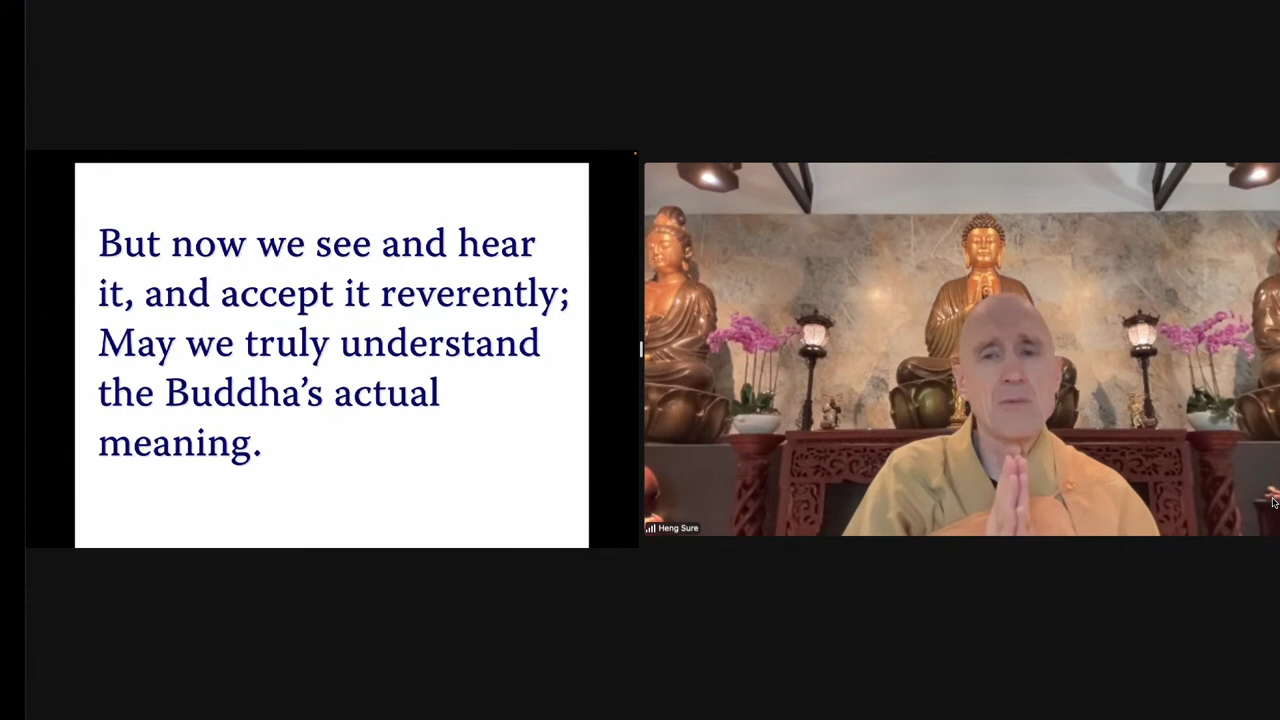 But now we see and hear
it, and accept it reverently;
May we truly understand
the Buddha’s actual
meaning.
Heng Sure